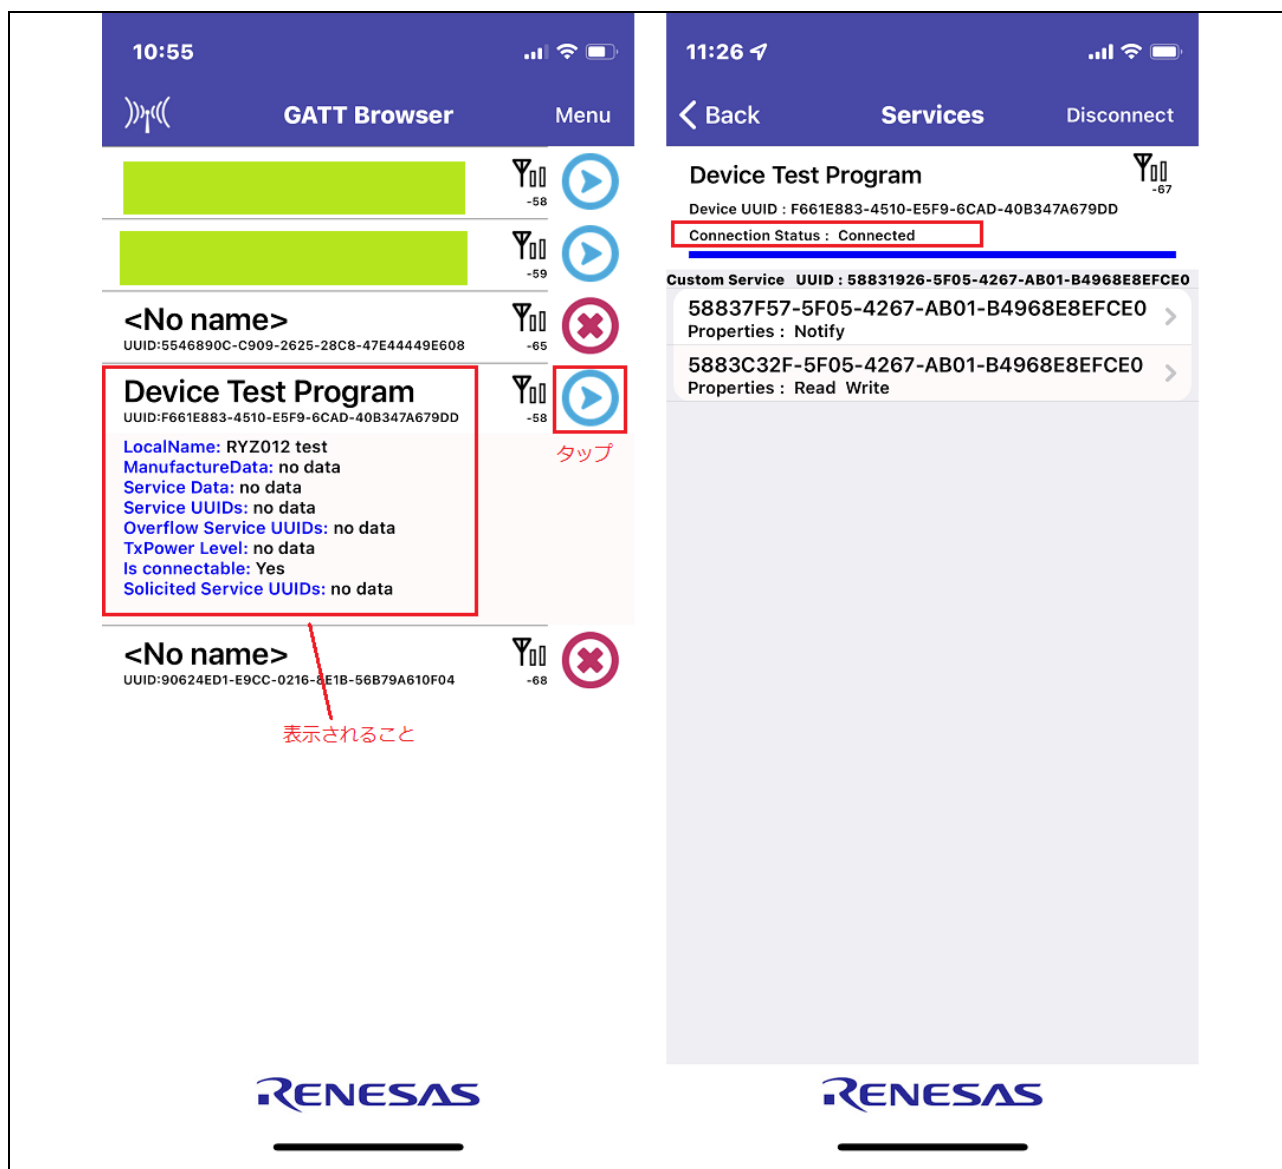 10:55
GATT Browser
Menu
-58
-59
<No name>
UUID:5546890C-C909-2625-28C8-47E44449E608
-65
Device Test Program
UUID:F661E883-4510-E5F9-6CAD-40B347A679DD
-58
タップ
LocalName: RYZ012 test
ManufactureData: no data
Service Data: no data
Service UUIDs: no data
Overflow Service UUIDs: no data
TxPower Level: no data
Is connectable: Yes
Solicited Service UUIDs: no data
<No name>
UUID:90624ED1-E9CC-0216-8E1B-56B79A610F04
-68
表示されること
RENESAS
11:26
Back
Services
Disconnect
Device Test Program
-67
Device UUID : F661E883-4510-E5F9-6CAD-40B347A679DD
Connection Status : Connected
Custom Service UUID : 58831926-5F05-4267-AB01-B4968E8EFCE0
58837F57-5F05-4267-AB01-B4968E8EFCE0
Properties : Notify
5883C32F-5F05-4267-AB01-B4968E8EFCE0
Properties : Read Write
RENESAS